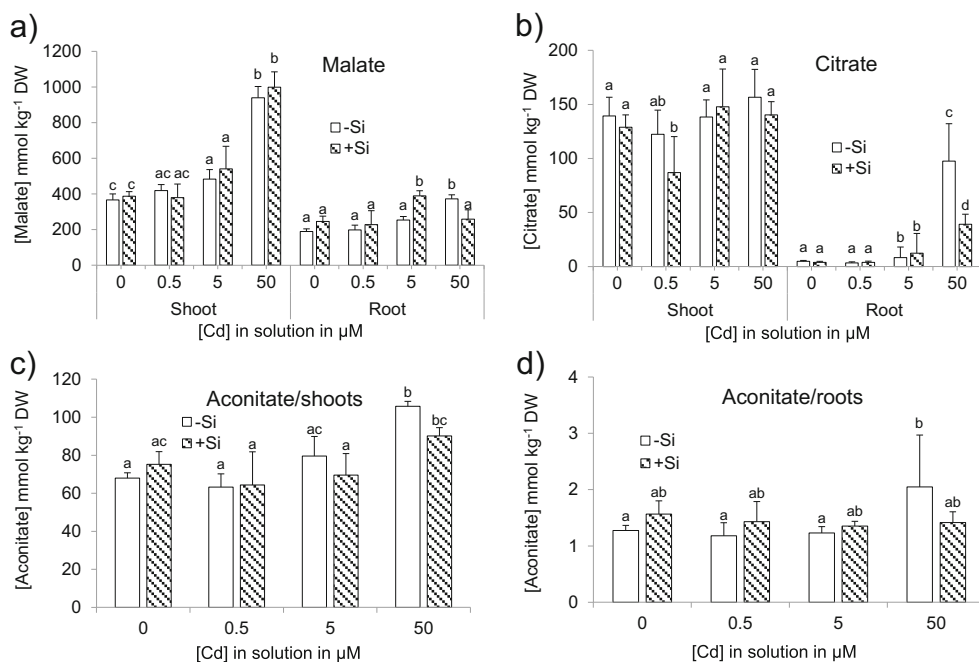 a)
Malate
[Malate] mmol kg-1 DW
1200
1000
800
600
400
200
0
c c ac ac a a b b a a a a a b b a
-Si
+Si
0 0.5 5 50 0 0.5 5 50
Shoot Root
[Cd] in solution in µM
b)
Citrate
[Citrate] mmol kg-1 DW
200
150
100
50
0
a a ab b a a a a a a a a b b c d
-Si
+Si
0 0.5 5 50 0 0.5 5 50
Shoot Root
[Cd] in solution in µM
c)
Aconitate/shoots
[Aconitate] mmol kg-1 DW
120
100
80
60
40
20
0
a ac a a ac a b bc
-Si
+Si
0 0.5 5 50
[Cd] in solution in µM
d)
Aconitate/roots
[Aconitate] mmol kg-1 DW
4
3
2
1
0
a ab a ab a ab b ab
-Si
+Si
0 0.5 5 50
[Cd] in solution in µM